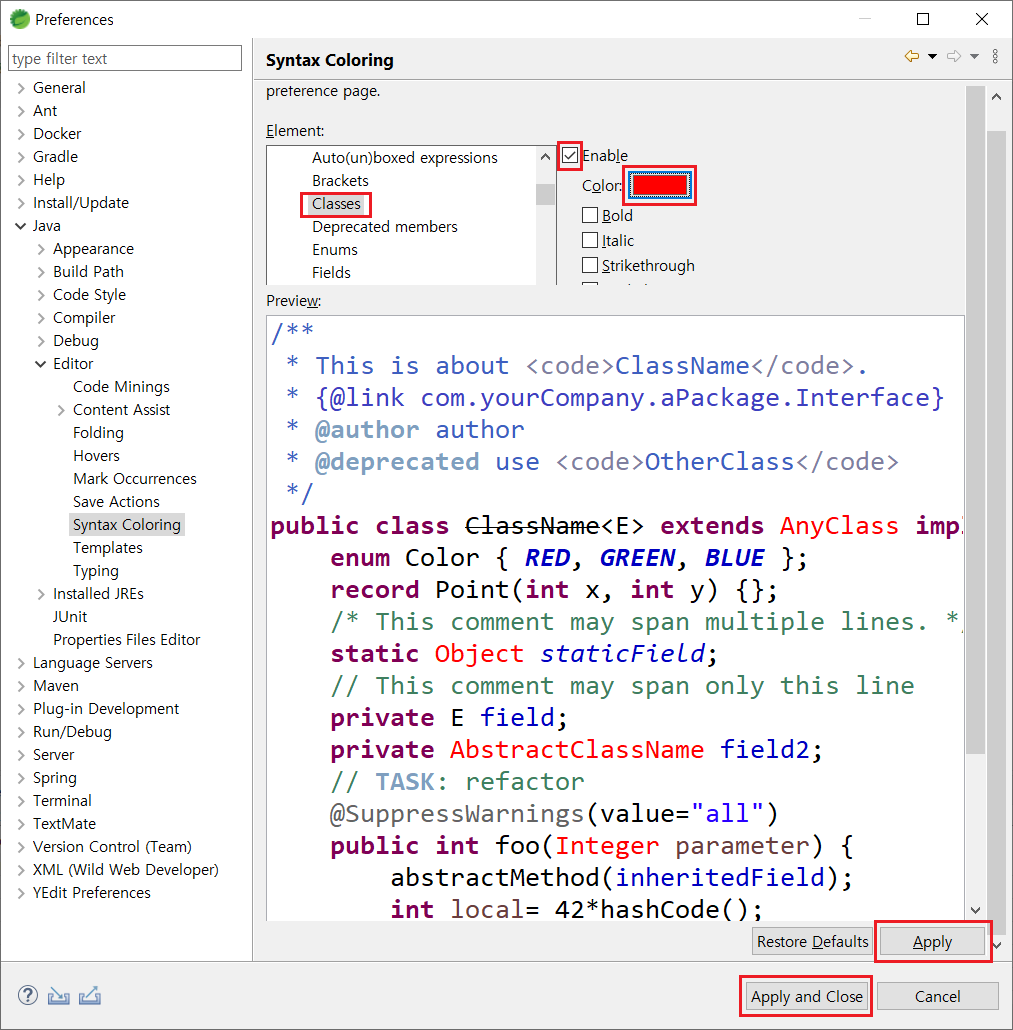 Preferences
type filter text
General
Ant
Docker
Gradle
Help
Install/Update
Java
Appearance
Build Path
Code Style
Compiler
Debug
Editor
Code Minings
Content Assist
Folding
Hovers
Mark Occurrences
Save Actions
Syntax Coloring
Templates
Typing
Installed JREs
JUnit
Properties Files Editor
Language Servers
Maven
Plug-in Development
Run/Debug
Server
Spring
Terminal
TextMate
Version Control (Team)
XML (Wild Web Developer)
YEdit Preferences
Syntax Coloring
preference page.
Element:
Auto(un)boxed expressions
Brackets
Classes
Deprecated members
Enums
Fields
Enable
Color:
Bold
Italic
Strikethrough
Preview:
/**
* This is about <code>ClassName</code>.
* {@link com.yourCompany.aPackage.Interface}
* @author author
* @deprecated use <code>OtherClass</code>
*/
public class ClassName<E> extends AnyClass imp
enum Color { RED, GREEN, BLUE };
record Point(int x, int y) {};
/* This comment may span multiple lines. *
static Object staticField;
// This comment may span only this line
private E field;
private AbstractClassName field2;
// TASK: refactor
@SuppressWarnings(value="all")
public int foo(Integer parameter) {
abstractMethod(inheritedField);
int local= 42*hashCode();
Restore Defaults
Apply
Apply and Close
Cancel